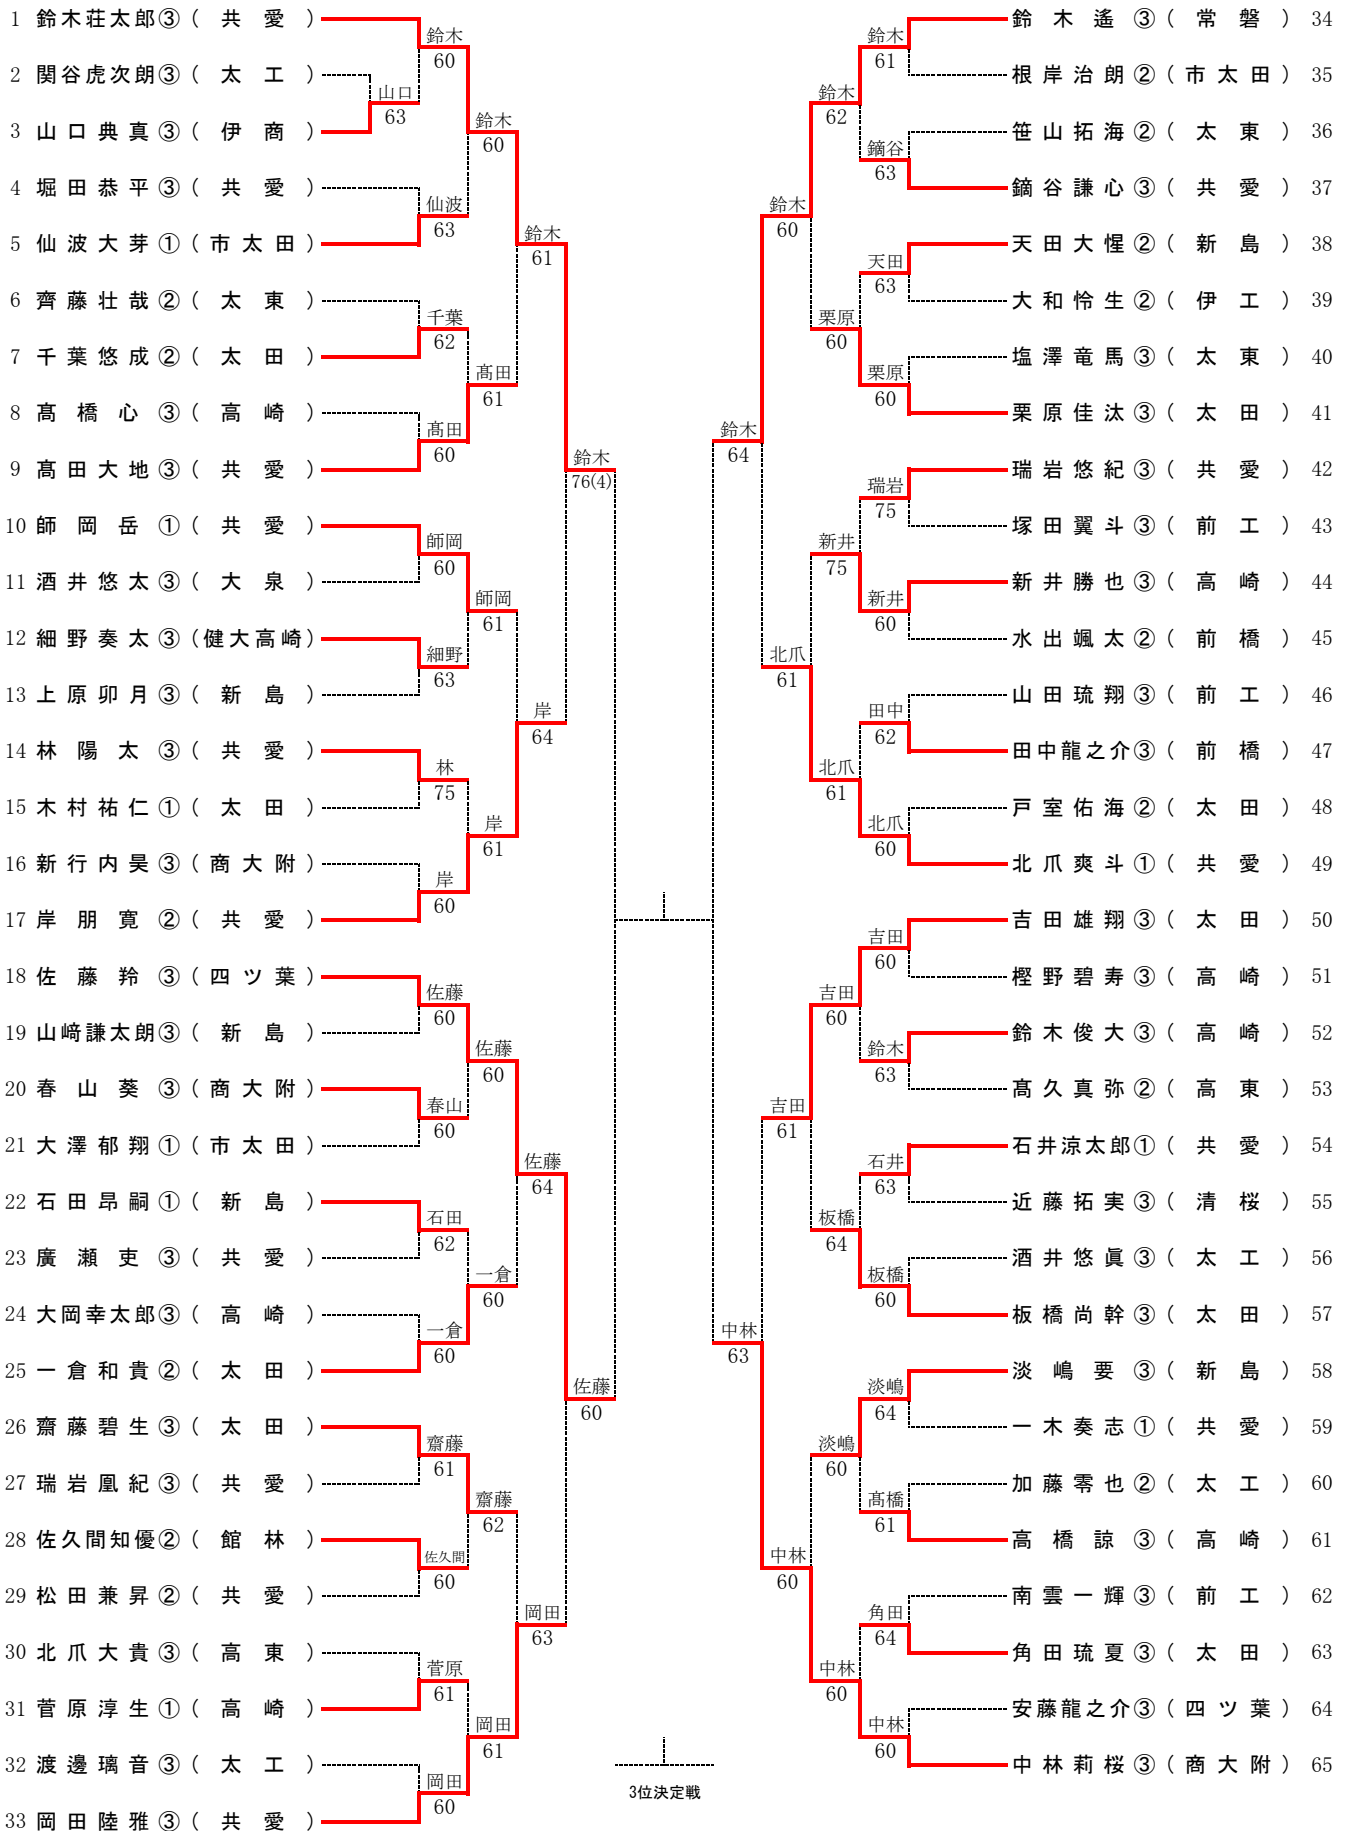 1 鈴木荘太郎③ ( 共 愛 )
2 関谷虎次朗③ ( 太 工 )
3 山口典真③ ( 伊 商 )
4 堀田恭平③ ( 共 愛 )
5 仙波大芽① ( 市太田 )
6 齊藤壮哉② ( 太 東 )
7 千葉悠成② ( 太 田 )
8 髙橋心③ ( 高 崎 )
9 髙田大地③ ( 共 愛 )
10 師岡岳① ( 共 愛 )
11 酒井悠太③ ( 大 泉 )
12 細野奏太③ (健大高崎)
13 上原卯月③ ( 新 島 )
14 林陽太③ ( 共 愛 )
15 木村祐仁① ( 太 田 )
16 新行内昊③ ( 商大附 )
17 岸朋寛② ( 共 愛 )
18 佐藤羚③ ( 四ツ葉 )
19 山﨑謙太朗③ ( 新 島 )
20 春山葵③ ( 商大附 )
21 大澤郁翔① ( 市太田 )
22 石田昂嗣① ( 新 島 )
23 廣瀬吏③ ( 共 愛 )
24 大岡幸太郎③ ( 高 崎 )
25 一倉和貴② ( 太 田 )
26 齋藤碧生③ ( 太 田 )
27 瑞岩凰紀③ ( 共 愛 )
28 佐久間知優② ( 館 林 )
29 松田兼昇② ( 共 愛 )
30 北爪大貴③ ( 高 東 )
31 菅原淳生① ( 高 崎 )
32 渡邊璃音③ ( 太 工 )
33 岡田陸雅③ ( 共 愛 )
鈴木
60
山口
63
仙波
63
千葉
62
髙田
60
師岡
60
細野
63
林
75
岸
60
佐藤
60
春山
60
石田
62
一倉
60
齋藤
61
佐久間
60
菅原
61
岡田
60
鈴木
60
髙田
61
師岡
61
岸
61
佐藤
60
一倉
60
齋藤
62
岡田
61
鈴木
61
岸
64
佐藤
64
岡田
63
鈴木
76(4)
佐藤
60
3位決定戦
鈴木
64
中林
63
鈴木
60
北爪
61
吉田
61
中林
60
鈴木
62
栗原
60
新井
75
北爪
61
吉田
60
板橋
64
淡嶋
60
中林
60
鈴木
61
鏑谷
63
天田
63
栗原
60
瑞岩
75
新井
60
田中
62
北爪
60
吉田
60
鈴木
63
石井
63
板橋
60
淡嶋
64
髙橋
61
角田
64
中林
60
鈴木遙③ ( 常 磐 ) 34
根岸治朗② ( 市太田 ) 35
笹山拓海② ( 太 東 ) 36
鏑谷謙心③ ( 共 愛 ) 37
天田大惺② ( 新 島 ) 38
大和怜生② ( 伊 工 ) 39
塩澤竜馬③ ( 太 東 ) 40
栗原佳汰③ ( 太 田 ) 41
瑞岩悠紀③ ( 共 愛 ) 42
塚田翼斗③ ( 前 工 ) 43
新井勝也③ ( 高 崎 ) 44
水出颯太② ( 前 橋 ) 45
山田琉翔③ ( 前 工 ) 46
田中龍之介③ ( 前 橋 ) 47
戸室佑海② ( 太 田 ) 48
北爪爽斗① ( 共 愛 ) 49
吉田雄翔③ ( 太 田 ) 50
樫野碧寿③ ( 高 崎 ) 51
鈴木俊大③ ( 高 崎 ) 52
髙久真弥② ( 高 東 ) 53
石井涼太郎① ( 共 愛 ) 54
近藤拓実③ ( 清 桜 ) 55
酒井悠眞③ ( 太 工 ) 56
板橋尚幹③ ( 太 田 ) 57
淡嶋要③ ( 新 島 ) 58
一木奏志① ( 共 愛 ) 59
加藤零也② ( 太 工 ) 60
高橋諒③ ( 高 崎 ) 61
南雲一輝③ ( 前 工 ) 62
角田琉夏③ ( 太 田 ) 63
安藤龍之介③ ( 四ツ葉 ) 64
中林莉桜③ ( 商大附 ) 65